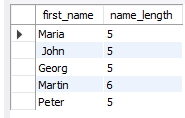 first_name name_length
Maria 5
John 5
Georg 5
Martin 6
Peter 5